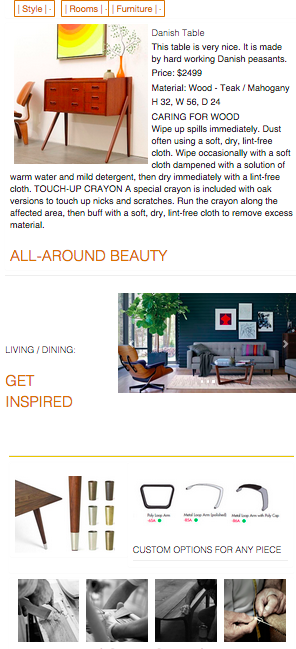 | Style | -
| Rooms | -
| Furniture | -
Danish Table
This table is very nice. It is made
by hard working Danish peasants.
Price: $2499
Material: Wood - Teak / Mahogany
H 32, W 56, D 24
CARING FOR WOOD
Wipe up spills immediately. Dust
often using a soft, dry, lint-free
cloth. Wipe occasionally with a soft
cloth dampened with a solution of
warm water and mild detergent, then dry immediately with a lint-free
cloth. TOUCH-UP CRAYON A special crayon is included with oak
versions to touch up nicks and scratches. Run the crayon along the
affected area, then buff with a soft, dry, lint-free cloth to remove excess
material.
ALL-AROUND BEAUTY
LIVING / DINING:
GET
INSPIRED
Poly Loop Arm
Metal Loop Arm (polished)
Metal Loop Arm with Poly Cap
CUSTOM OPTIONS FOR ANY PIECE